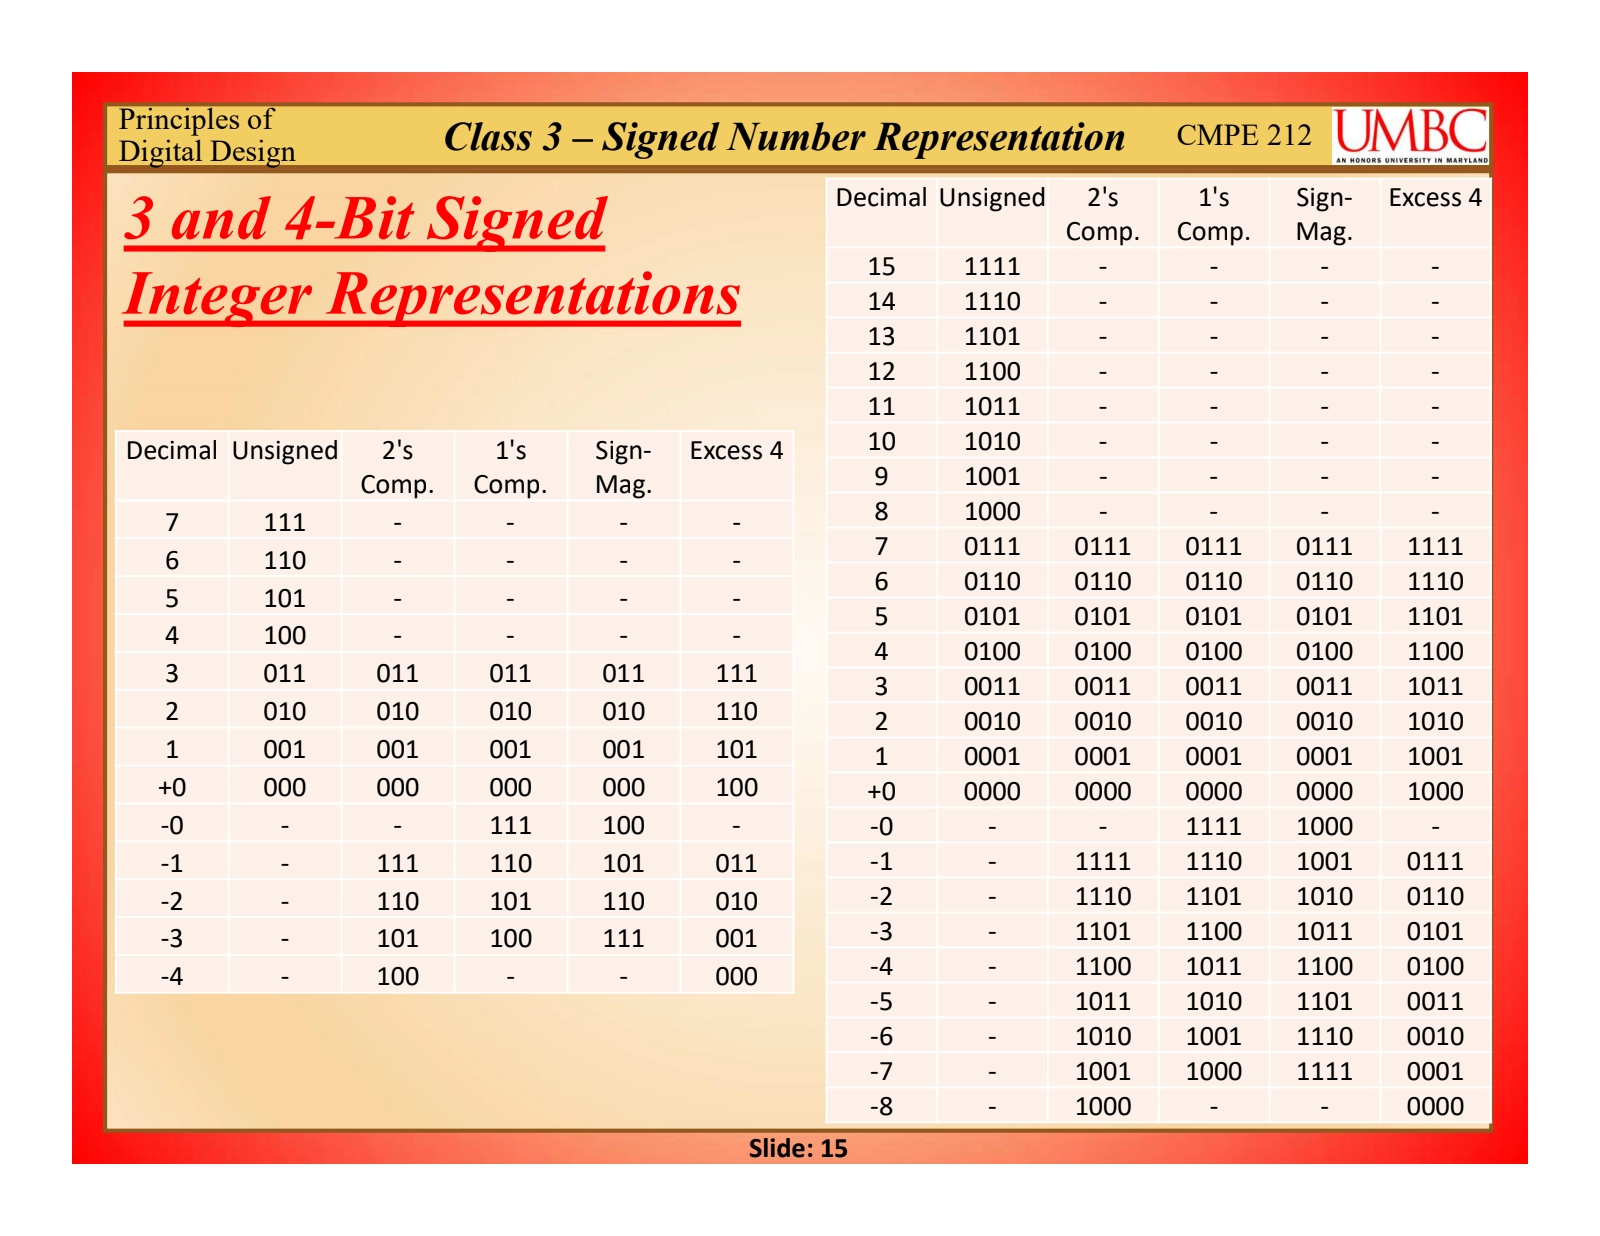 Principles of
Digital Design
Class 3 – Signed Number Representation
CMPE 212
UMBC
AN HONORS UNIVERSITY IN MARYLAND
3 and 4-Bit Signed
Integer Representations
Decimal Unsigned 2's Comp. 1's Comp. Sign-Mag. Excess 4
7 111 - - - -
6 110 - - - -
5 101 - - - -
4 100 - - - -
3 011 011 011 011 111
2 010 010 010 010 110
1 001 001 001 001 101
+0 000 000 000 000 100
-0 - - 111 100 -
-1 - 111 110 101 011
-2 - 110 101 110 010
-3 - 101 100 111 001
-4 - 100 - - 000
Decimal Unsigned 2's Comp. 1's Comp. Sign-Mag. Excess 4
15 1111 - - - -
14 1110 - - - -
13 1101 - - - -
12 1100 - - - -
11 1011 - - - -
10 1010 - - - -
9 1001 - - - -
8 1000 - - - -
7 0111 0111 0111 0111 1111
6 0110 0110 0110 0110 1110
5 0101 0101 0101 0101 1101
4 0100 0100 0100 0100 1100
3 0011 0011 0011 0011 1011
2 0010 0010 0010 0010 1010
1 0001 0001 0001 0001 1001
+0 0000 0000 0000 0000 1000
-0 - - 1111 1000 -
-1 - 1111 1110 1001 0111
-2 - 1110 1101 1010 0110
-3 - 1101 1100 1011 0101
-4 - 1100 1011 1100 0100
-5 - 1011 1010 1101 0011
-6 - 1010 1001 1110 0010
-7 - 1001 1000 1111 0001
-8 - 1000 - - 0000
Slide: 15